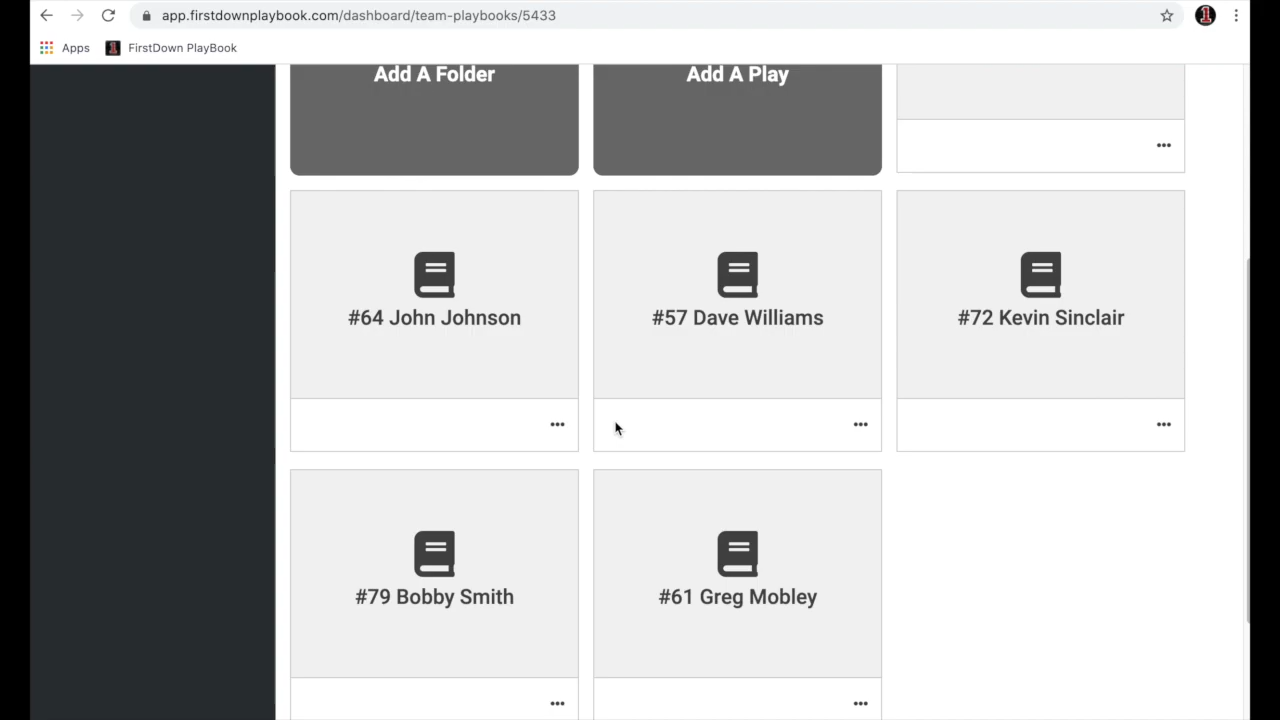 app.firstdownplaybook.com/dashboard/team-playbooks/5433
Apps FirstDown PlayBook
Add A Folder Add A Play
#64 John Johnson #57 Dave Williams #72 Kevin Sinclair
#79 Bobby Smith #61 Greg Mobley